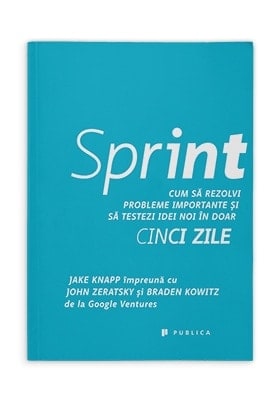 Sprint
CUM SĂ REZOLVI
PROBLEME IMPORTANTE ȘI
SĂ TESTEZI IDEI NOI ÎN DOAR
CINCI ZILE
JAKE KNAPP împreună cu
JOHN ZERATSKY și BRADEN KOWITZ
de la Google Ventures
PUBLICA